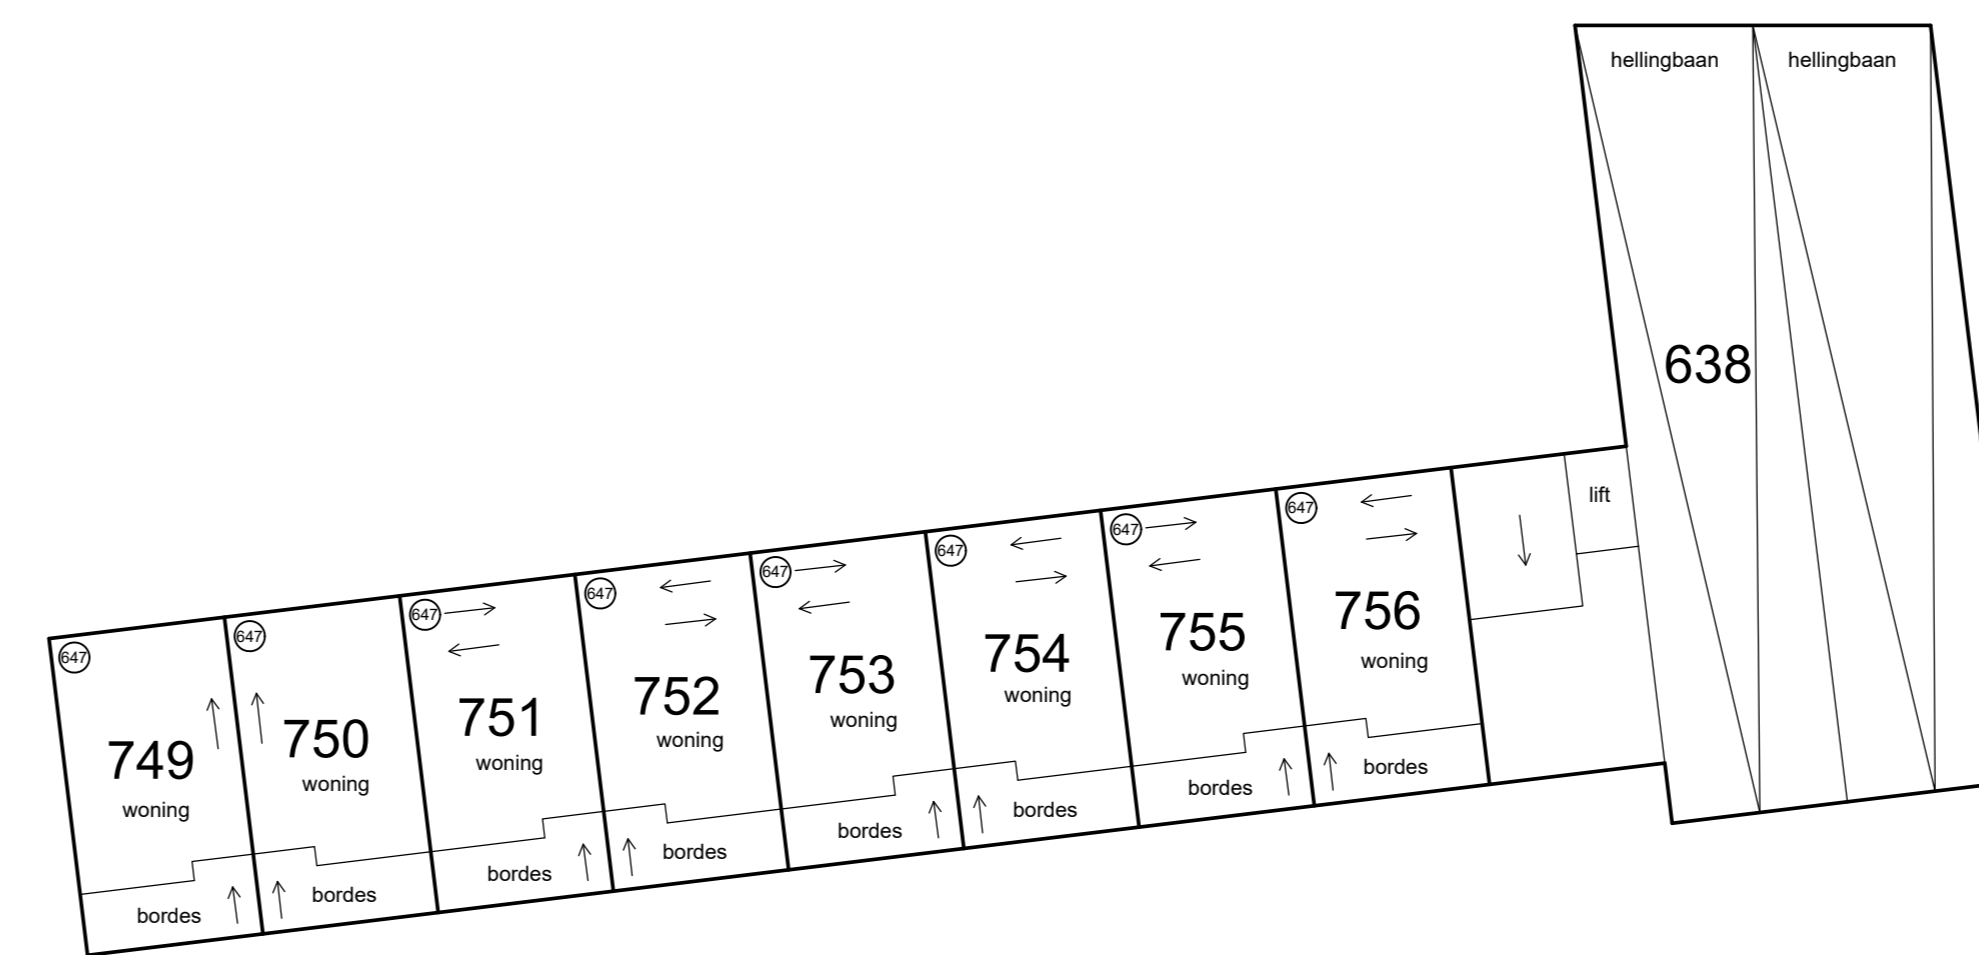 hellingbaan hellingbaan
638
lift
647 647 647 647 647 647 647 647
749 750 751 752 753 754 755 756
woning woning woning woning woning woning woning woning
bordes bordes bordes bordes bordes bordes bordes bordes